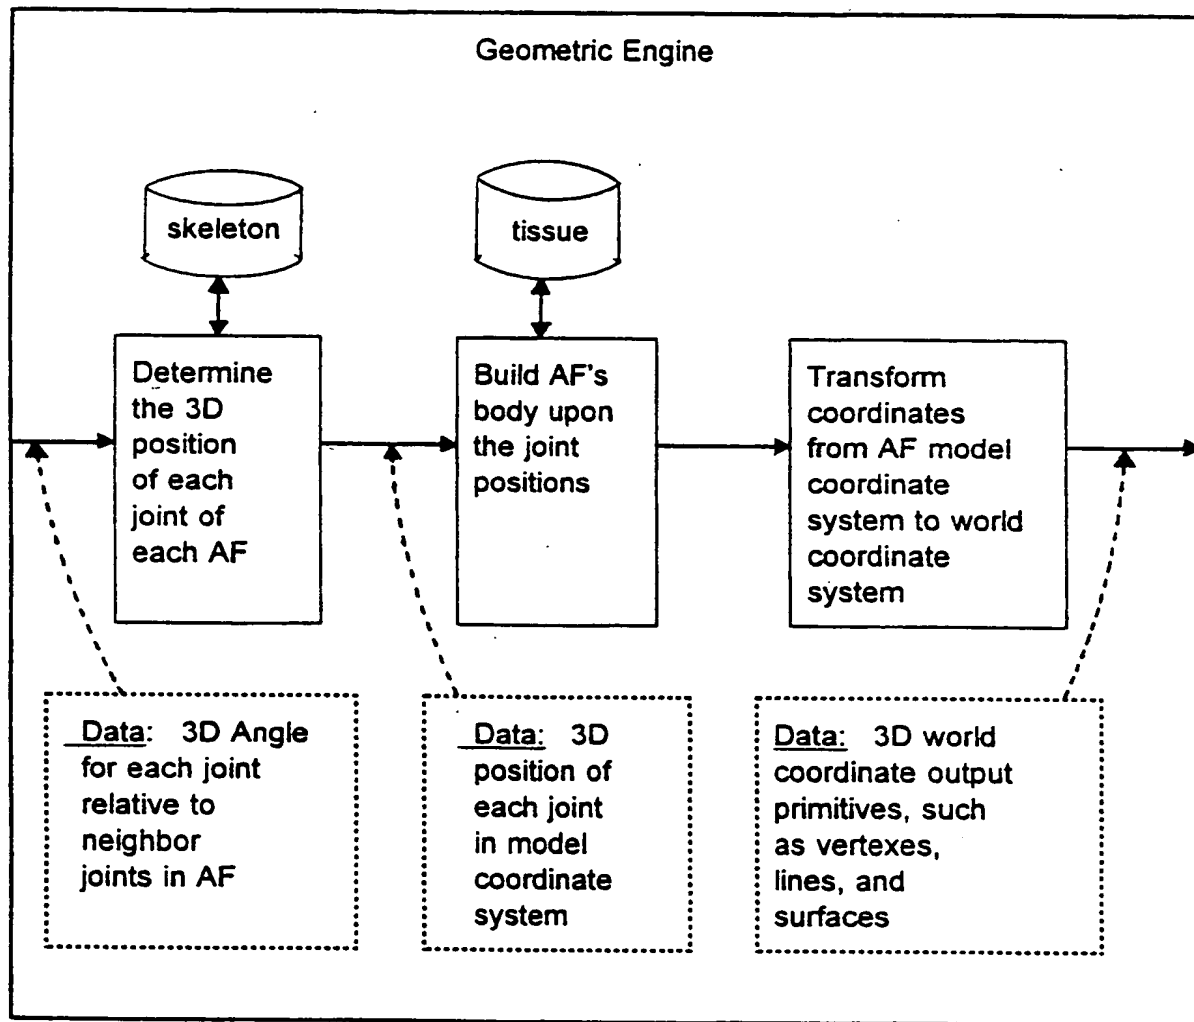 Geometric Engine
skeleton
tissue
Determine
the 3D
position
of each
joint of
each AF
Build AF's
body upon
the joint
positions
Transform
coordinates
from AF model
coordinate
system to world
coordinate
system
Data: 3D Angle
for each joint
relative to
neighbor
joints in AF
Data: 3D
position of
each joint
in model
coordinate
system
Data: 3D world
coordinate output
primitives, such
as vertexes,
lines, and
surfaces